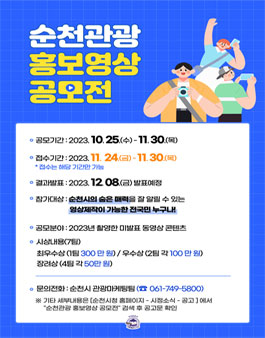 순천관광
홍보영상
공모전
공모기간 : 2023. 10. 25.(수) - 11. 30.(목)
접수기간 : 2023. 11. 24.(금) - 11. 30.(목)
* 접수는 해당 기간만 가능
결과발표 : 2023. 12. 08.(금) 발표예정
참가대상 : 순천시의 숨은 매력을 잘 알릴 수 있는
영상제작이 가능한 전국민 누구나!
공모분야 : 2023년 촬영한 미발표 동영상 콘텐츠
시상내용(7팀)
최우수상 (1팀 300만 원) / 우수상 (2팀 각 100만 원)
장려상 (4팀 각 50만 원)
문의전화 : 순천시 관광마케팅팀 (☎ 061-749-5800)
※ 기타 세부내용은 [순천시청 홈페이지 - 시정소식 - 공고] 에서
"순천관광 홍보영상 공모전" 검색 후 공고문 확인